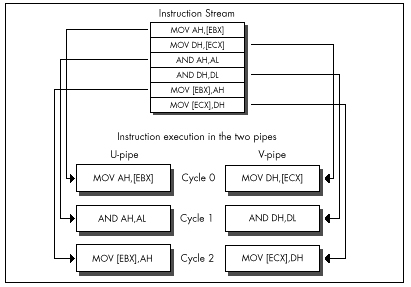 Instruction Stream
MOV AH,[EBX]
MOV DH,[ECX]
AND AH,AL
AND DH,DL
MOV [EBX],AH
MOV [ECX],DH
Instruction execution in the two pipes
U-pipe V-pipe
MOV AH,[EBX] Cycle 0 MOV DH,[ECX]
AND AH,AL Cycle 1 AND DH,DL
MOV [EBX],AH Cycle 2 MOV [ECX],DH